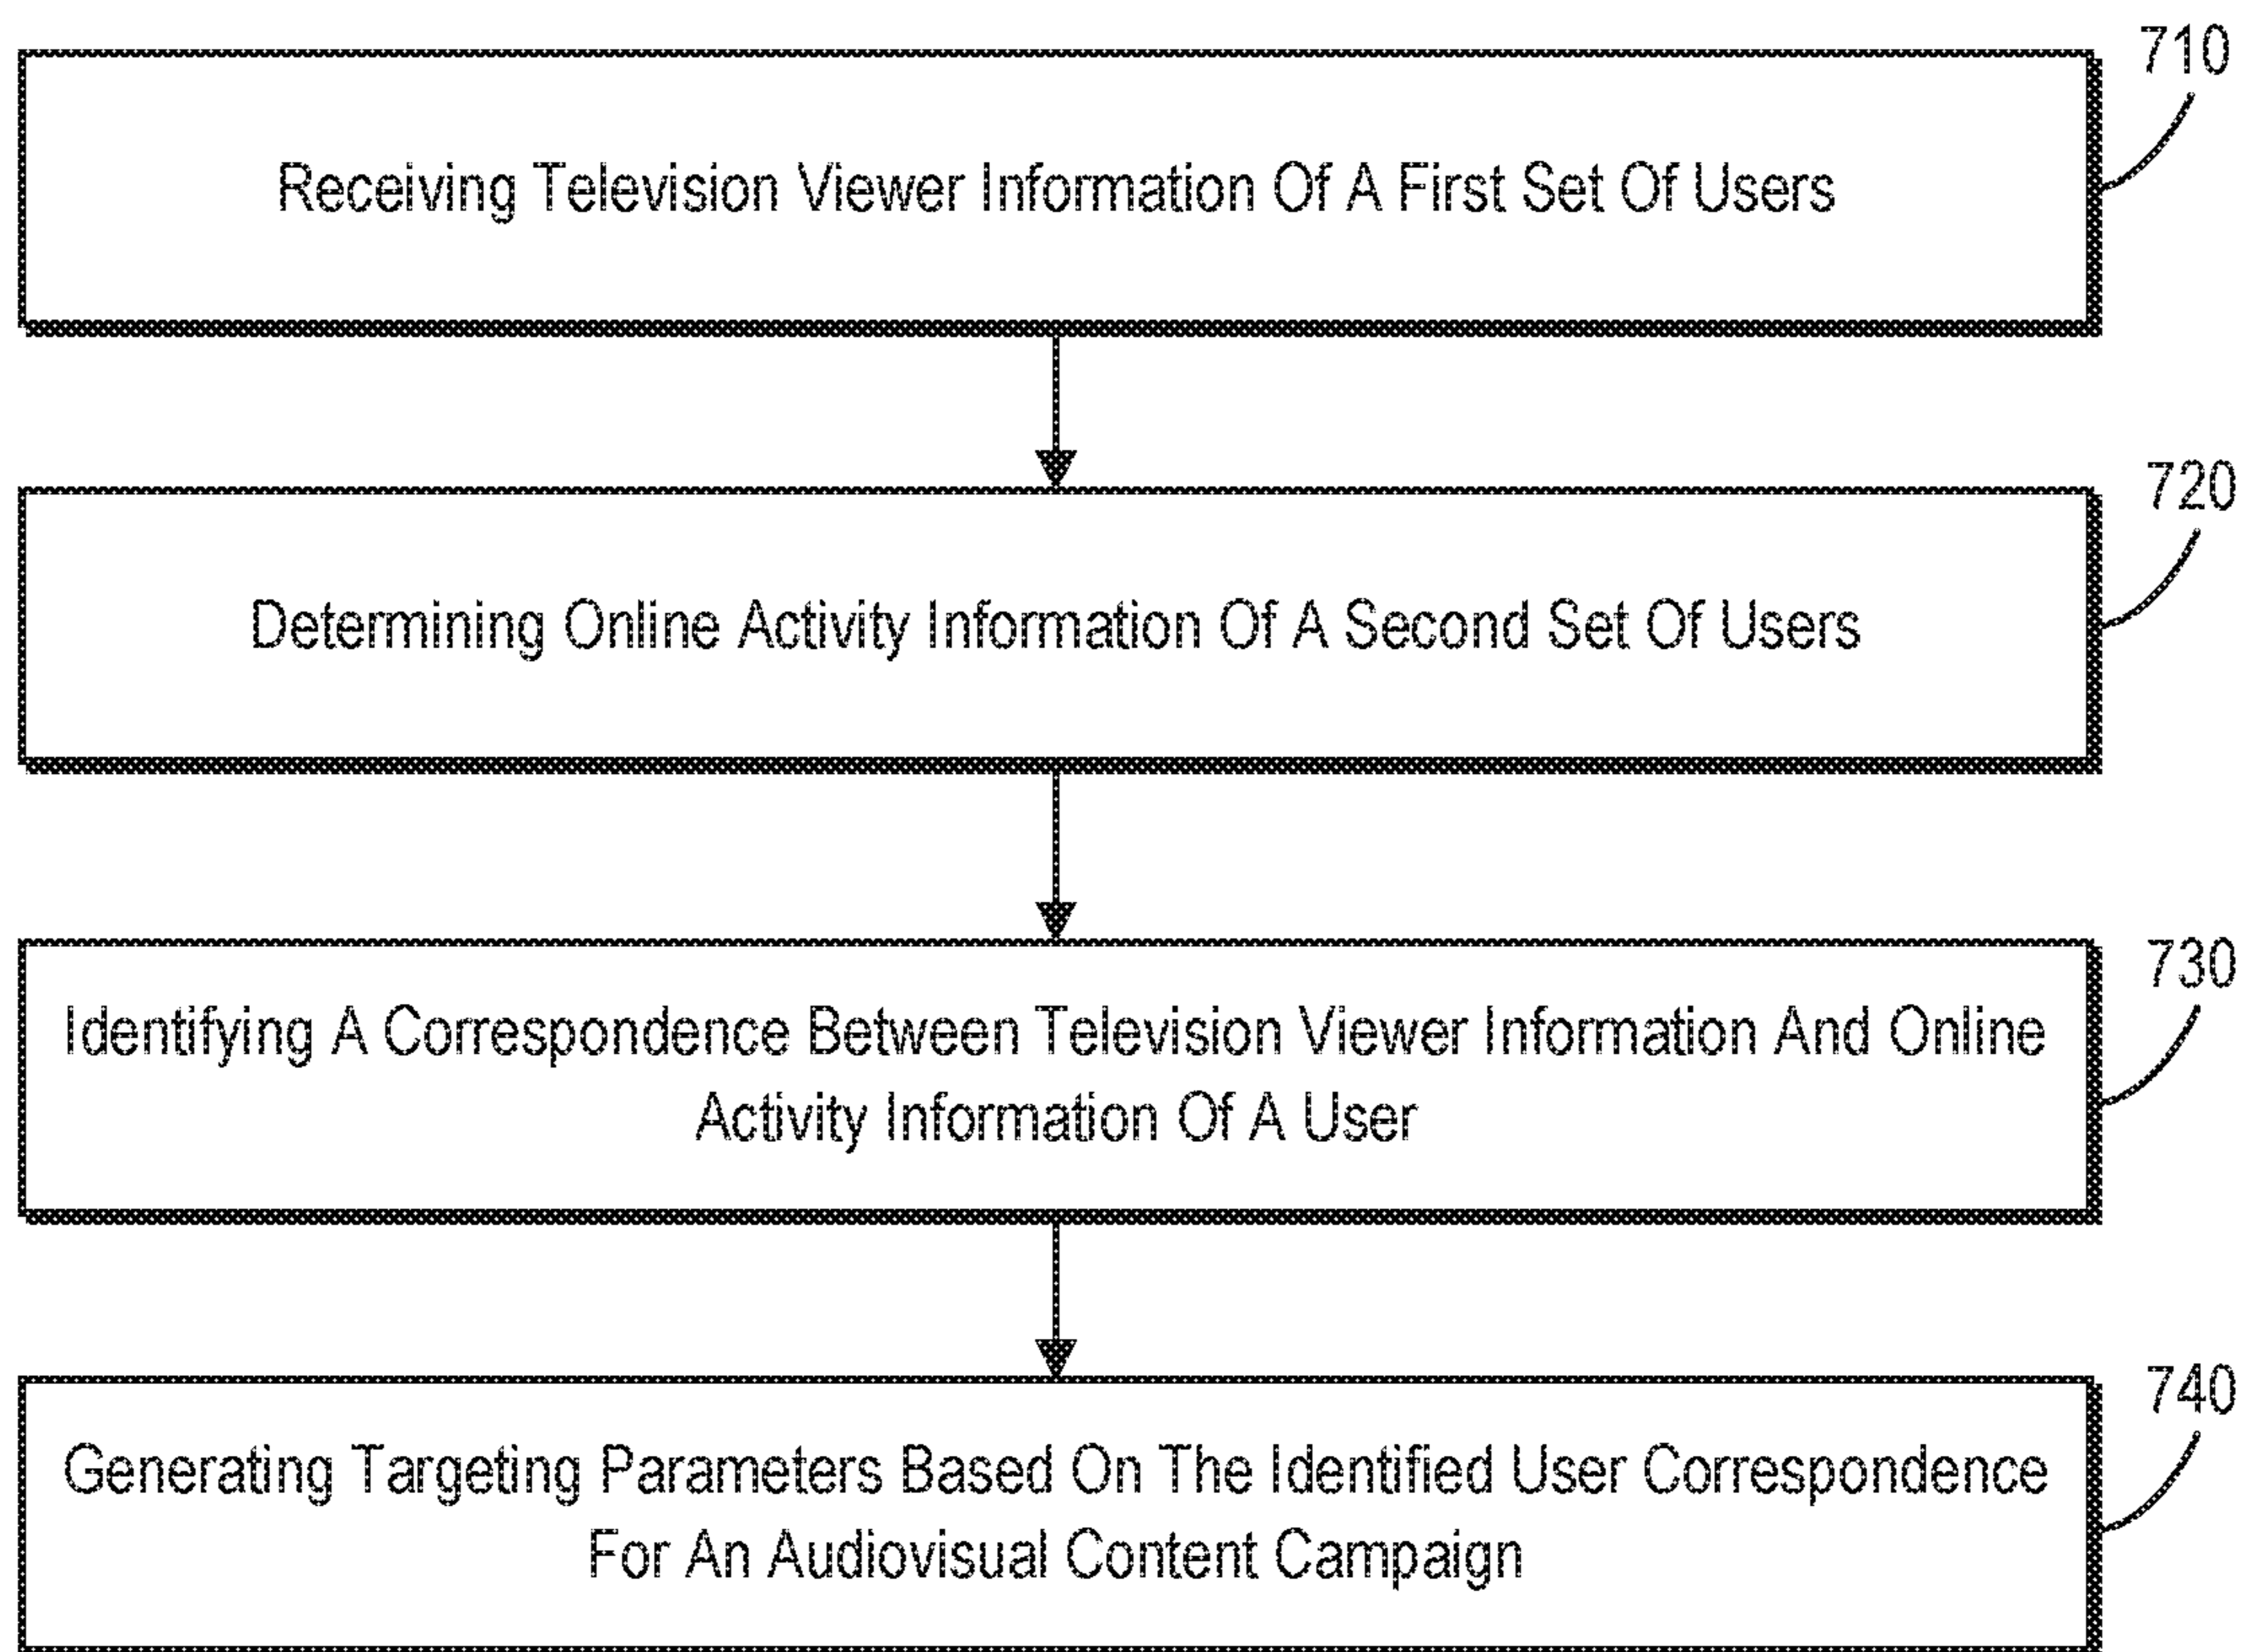 710
Receiving Television Viewer Information Of A First Set Of Users
720
Determining Online Activity Information Of A Second Set Of Users
730
Identifying A Correspondence Between Television Viewer Information And Online
Activity Information Of A User
740
Generating Targeting Parameters Based On The Identified User Correspondence
For An Audiovisual Content Campaign